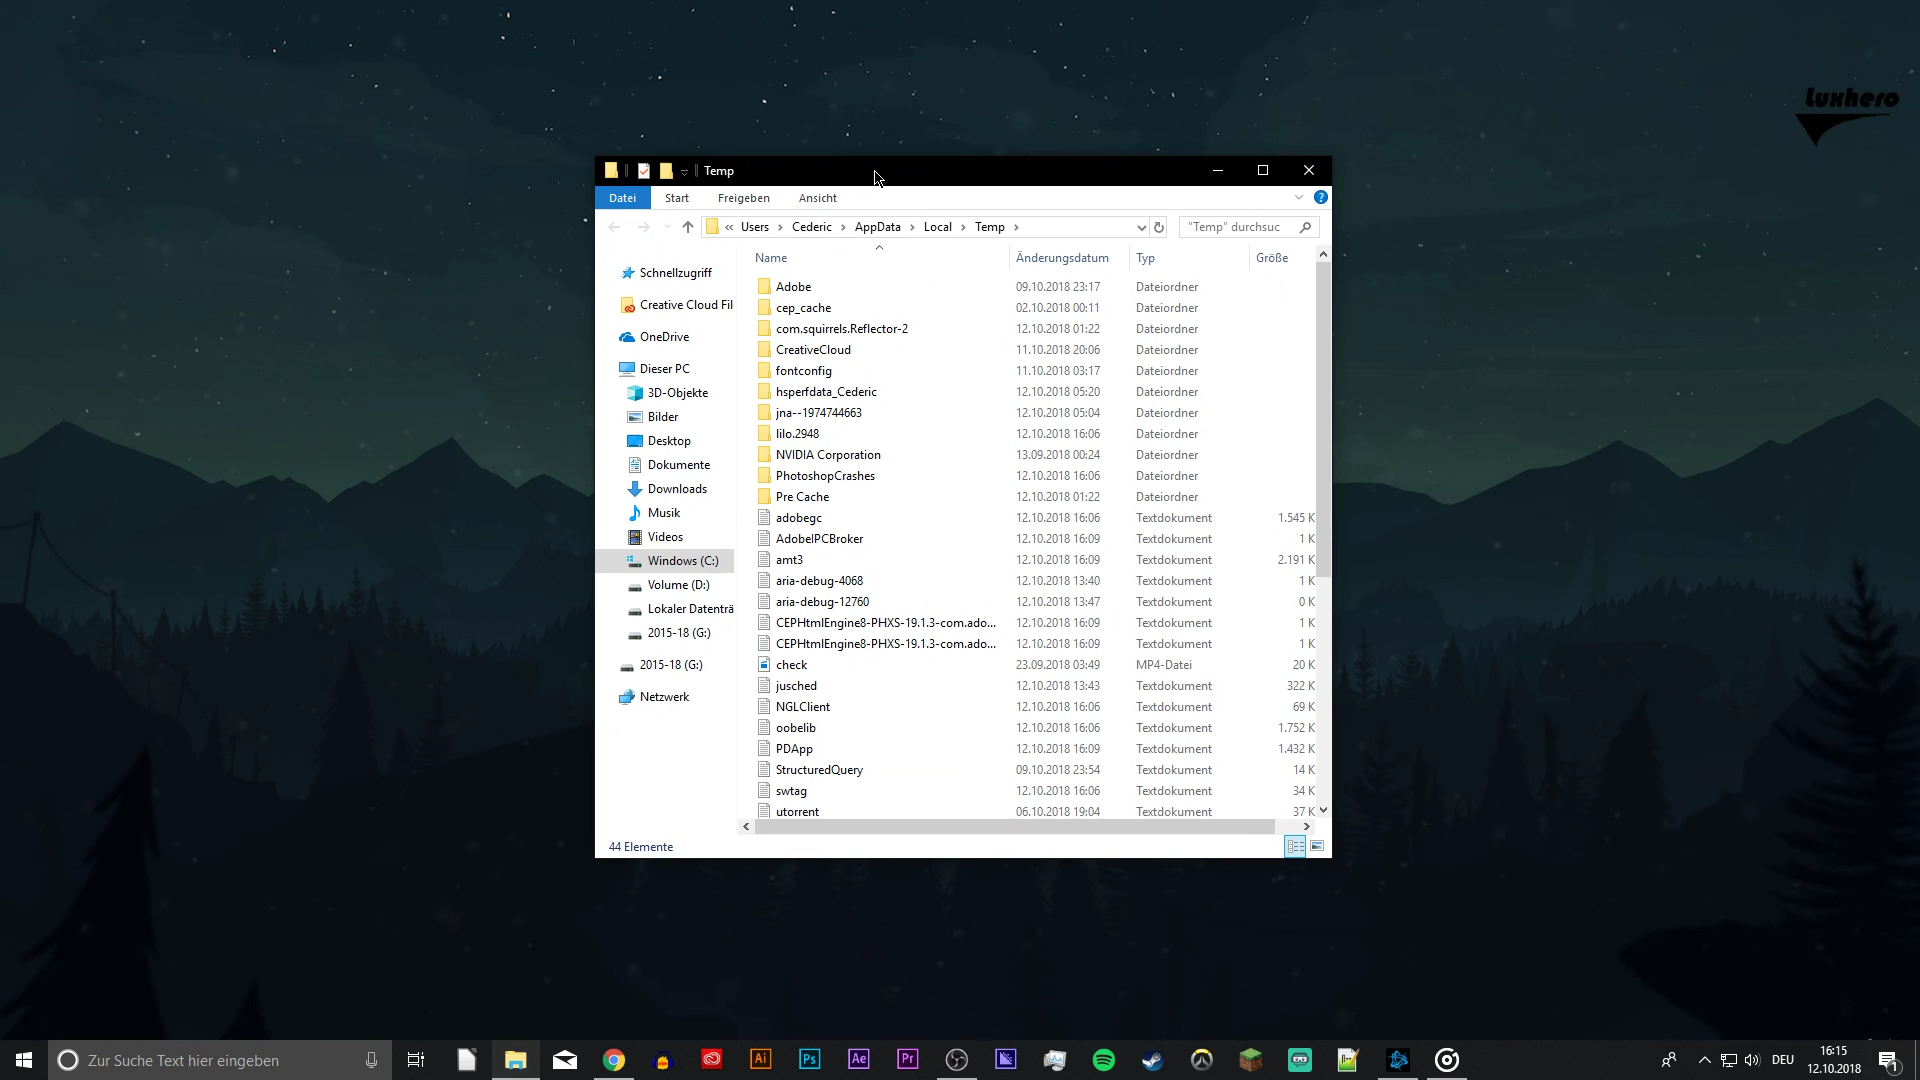 luxhero
Temp
Datei Start Freigeben Ansicht
« Users › Cederic › AppData › Local › Temp › "Temp" durchsuc
Name Änderungsdatum Typ Größe
Schnellzugriff
Creative Cloud Fil
OneDrive
Dieser PC
3D-Objekte
Bilder
Desktop
Dokumente
Downloads
Musik
Videos
Windows (C:)
Volume (D:)
Lokaler Datenträ
2015-18 (G:)
2015-18 (G:)
Netzwerk
Adobe 09.10.2018 23:17 Dateiordner
cep_cache 02.10.2018 00:11 Dateiordner
com.squirrels.Reflector-2 12.10.2018 01:22 Dateiordner
CreativeCloud 11.10.2018 20:06 Dateiordner
fontconfig 11.10.2018 03:17 Dateiordner
hsperfdata_Cederic 12.10.2018 05:20 Dateiordner
jna--1974744663 12.10.2018 05:04 Dateiordner
lilo.2948 12.10.2018 16:06 Dateiordner
NVIDIA Corporation 13.09.2018 00:24 Dateiordner
PhotoshopCrashes 12.10.2018 16:06 Dateiordner
Pre Cache 12.10.2018 01:22 Dateiordner
adobegc 12.10.2018 16:06 Textdokument 1.545 K
AdobeIPCBroker 12.10.2018 16:09 Textdokument 1 K
amt3 12.10.2018 16:09 Textdokument 2.191 K
aria-debug-4068 12.10.2018 13:40 Textdokument 1 K
aria-debug-12760 12.10.2018 13:47 Textdokument 0 K
CEPHtmlEngine8-PHXS-19.1.3-com.ado... 12.10.2018 16:09 Textdokument 1 K
CEPHtmlEngine8-PHXS-19.1.3-com.ado... 12.10.2018 16:09 Textdokument 1 K
check 23.09.2018 03:49 MP4-Datei 20 K
jusched 12.10.2018 13:43 Textdokument 322 K
NGLClient 12.10.2018 16:06 Textdokument 69 K
oobelib 12.10.2018 16:06 Textdokument 1.752 K
PDApp 12.10.2018 16:09 Textdokument 1.432 K
StructuredQuery 09.10.2018 23:54 Textdokument 14 K
swtag 12.10.2018 16:06 Textdokument 34 K
utorrent 06.10.2018 19:04 Textdokument 37 K
44 Elemente
Zur Suche Text hier eingeben
Ai Ps Ae Pr
DEU
16:15
12.10.2018
1